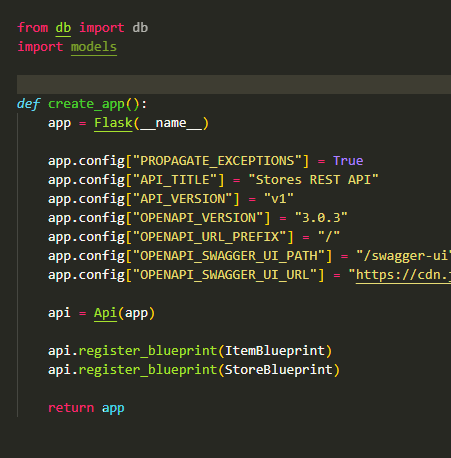 from db import db
import models
def create_app():
    app = Flask(__name__)
    app.config["PROPAGATE_EXCEPTIONS"] = True
    app.config["API_TITLE"] = "Stores REST API"
    app.config["API_VERSION"] = "v1"
    app.config["OPENAPI_VERSION"] = "3.0.3"
    app.config["OPENAPI_URL_PREFIX"] = "/"
    app.config["OPENAPI_SWAGGER_UI_PATH"] = "/swagger-ui"
    app.config["OPENAPI_SWAGGER_UI_URL"] = "https://cdn.j
    api = Api(app)
    api.register_blueprint(ItemBlueprint)
    api.register_blueprint(StoreBlueprint)
    return app